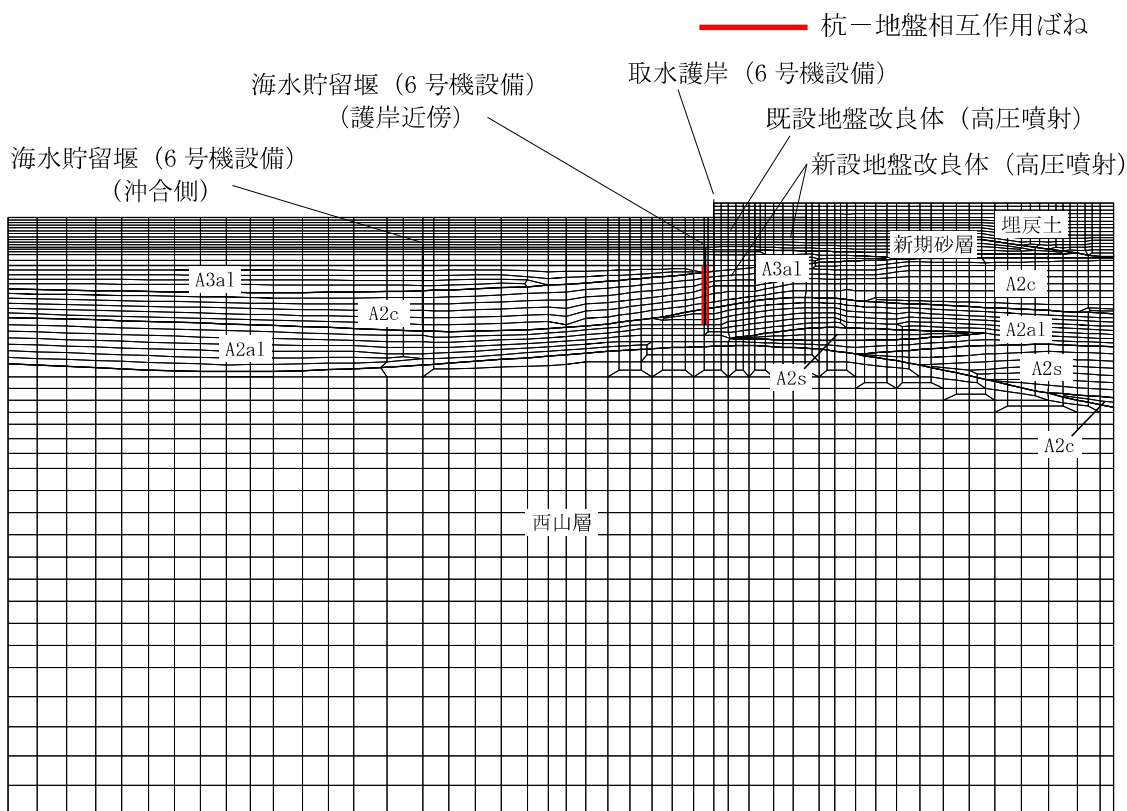 杭－地盤相互作用ばね
取水護岸（6 号機設備）
海水貯留堰（6 号機設備）
（護岸近傍）
既設地盤改良体（高圧噴射）
海水貯留堰（6 号機設備）
（沖合側）
新設地盤改良体（高圧噴射）
埋戻土
新期砂層
A3al
A3al
A2c
A2c
A2al
A2al
A2s
A2s
A2c
西山層